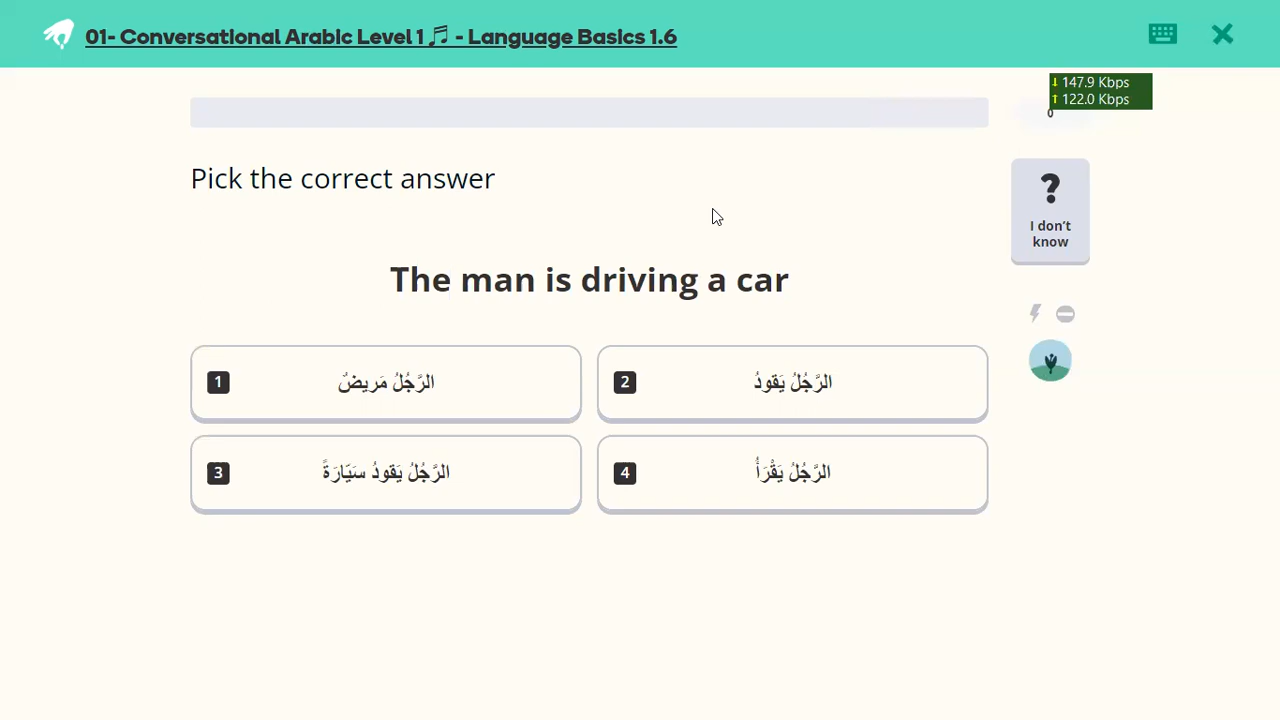 01- Conversational Arabic Level 1🎵 - Language Basics 1.6
↓ 147.9 Kbps
↑ 122.0 Kbps
0
Pick the correct answer
? 
I don't
know
The man is driving a car
1 الرَّجُلُ مَريضٌ
2 الرَّجُلُ يَقودُ
3 الرَّجُلُ يَقودُ سَيّارَةً
4 الرَّجُلُ يَقْرَأُ